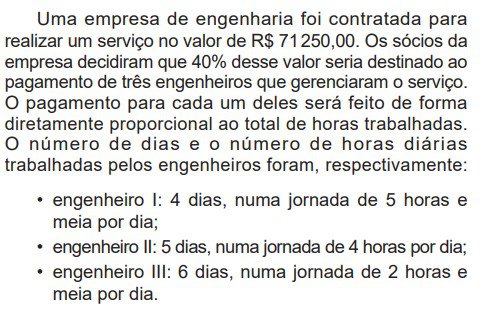 Uma empresa de engenharia foi contratada para
realizar um serviço no valor de R$ 71 250,00. Os sócios da
empresa decidiram que 40% desse valor seria destinado ao
pagamento de três engenheiros que gerenciaram o serviço.
O pagamento para cada um deles será feito de forma
diretamente proporcional ao total de horas trabalhadas.
O número de dias e o número de horas diárias
trabalhadas pelos engenheiros foram, respectivamente:
• engenheiro I: 4 dias, numa jornada de 5 horas e
meia por dia;
• engenheiro II: 5 dias, numa jornada de 4 horas por dia;
• engenheiro III: 6 dias, numa jornada de 2 horas e
meia por dia.